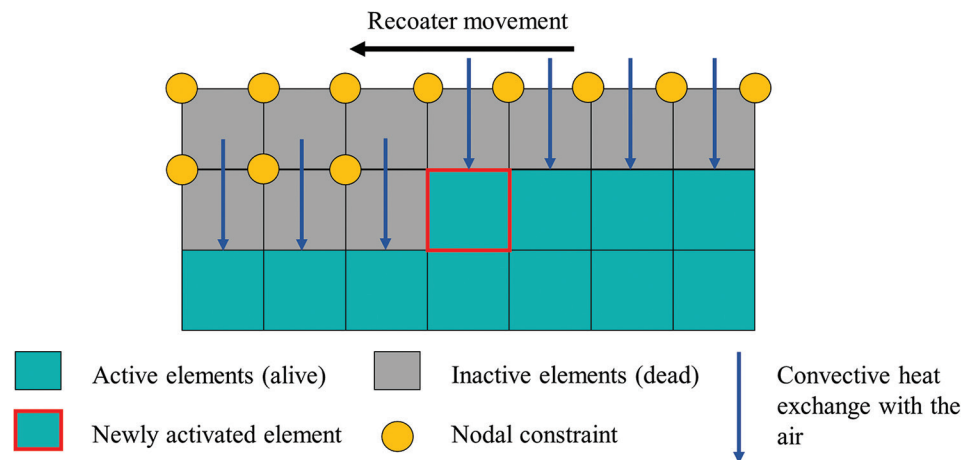 Recoater movement
Active elements (alive)
Inactive elements (dead)
Convective heat
exchange with the
air
Newly activated element
Nodal constraint